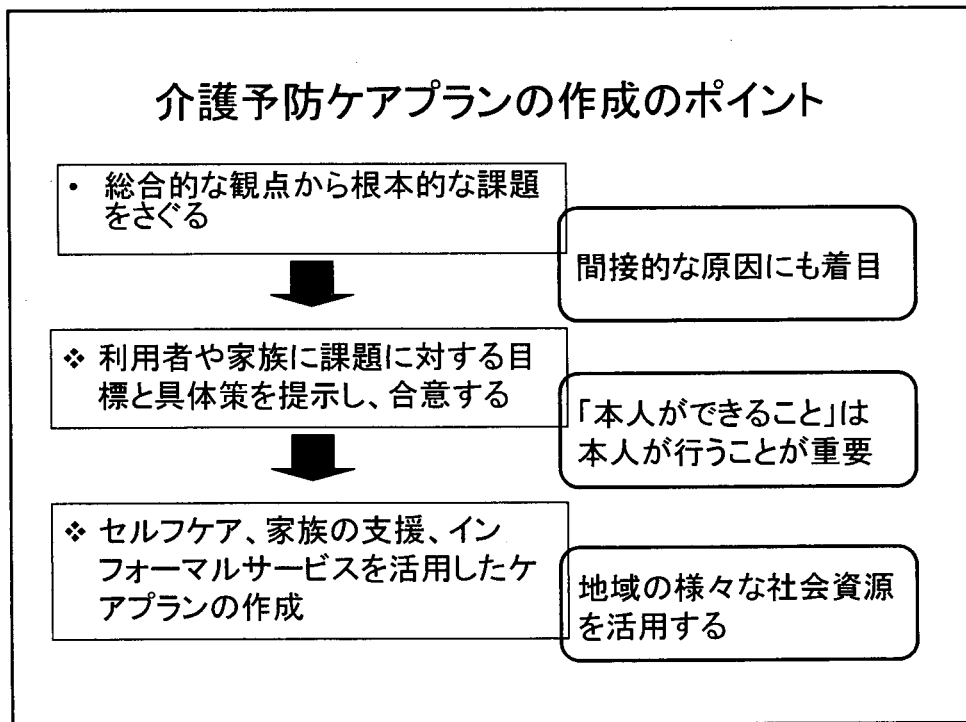 介護予防ケアプランの作成のポイント
• 総合的な観点から根本的な課題
をさぐる
間接的な原因にも着目
❖ 利用者や家族に課題に対する目
標と具体策を提示し、合意する
「本人ができること」は
本人が行うことが重要
❖ セルフケア、家族の支援、イン
フォーマルサービスを活用したケ
アプランの作成
地域の様々な社会資源
を活用する